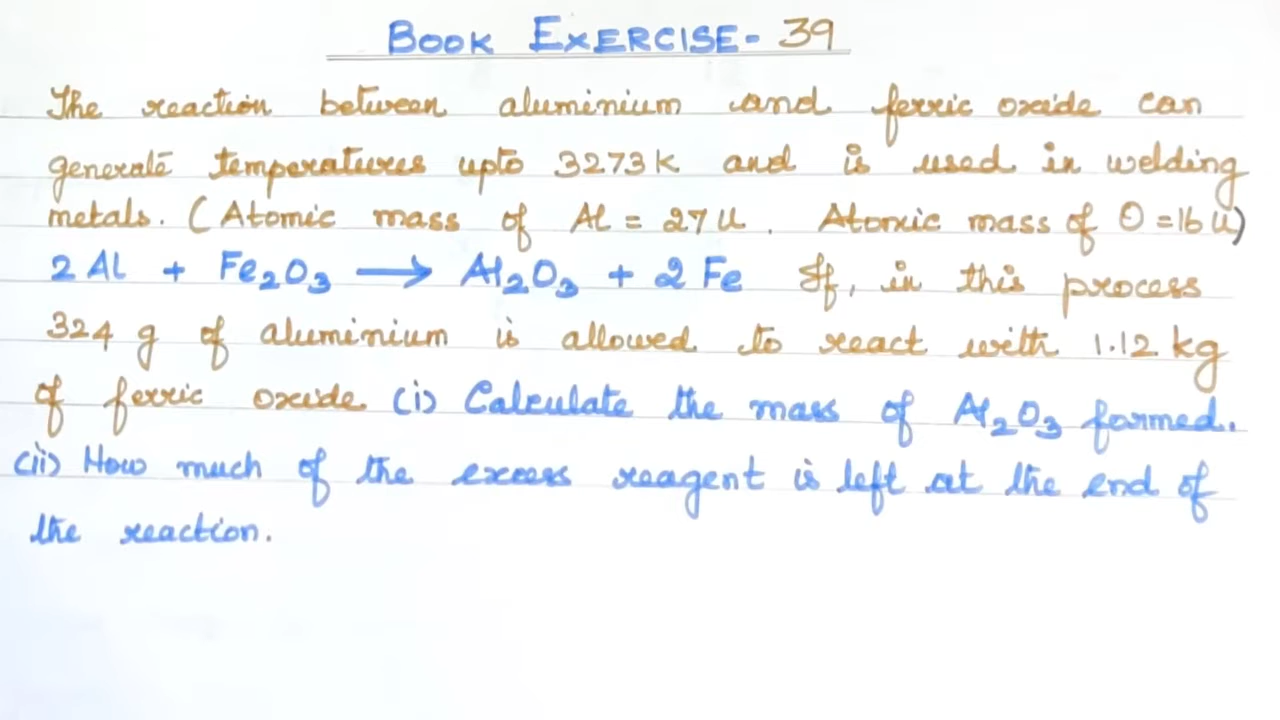 BOOK EXERCISE- 39
The reaction between aluminium and ferric oxide can
generate temperatures upto 3273 K and is used in welding
metals. (Atomic mass of Al = 27 U. Atomic mass of O = 16 U)
2 Al + Fe₂O₃ ⟶ Al₂O₃ + 2 Fe If, in this process
324 g of aluminium is allowed to react with 1.12 kg
of ferric oxide (i) Calculate the mass of Al₂O₃ formed.
(ii) How much of the excess reagent is left at the end of
the reaction.